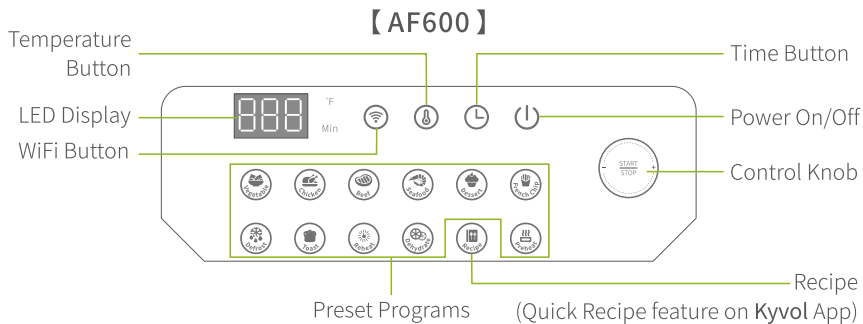 【 AF600 】
Temperature
Button
Time Button
LED Display
888
°F
Min
Power On/Off
WiFi Button
START
STOP
- +
Control Knob
Vegetable
Chicken
Beef
Seafood
Dessert
French Chip
Defrost
Toast
Reheat
Dehydrate
Recipe
Preheat
Recipe
Preset Programs
(Quick Recipe feature on Kyvol App)